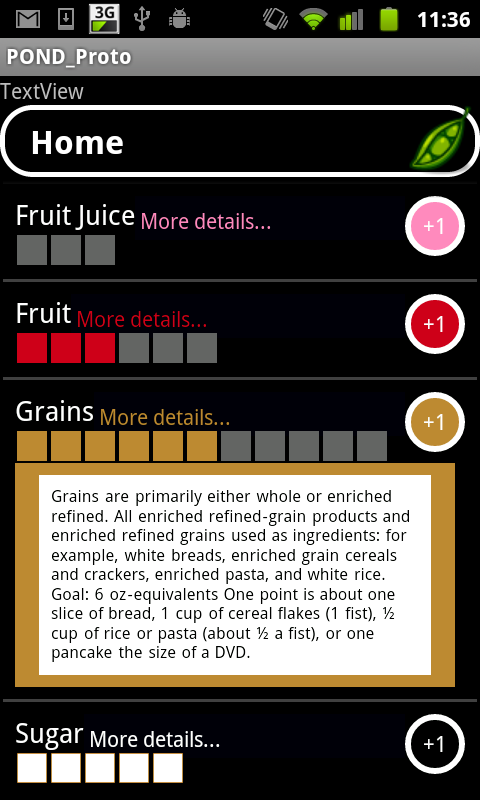 3G
11:36
POND_Proto
TextView
Home
Fruit Juice More details...
+1
Fruit More details...
+1
Grains More details...
+1
Grains are primarily either whole or enriched
refined. All enriched refined-grain products and
enriched refined grains used as ingredients: for
example, white breads, enriched grain cereals
and crackers, enriched pasta, and white rice.
Goal: 6 oz-equivalents One point is about one
slice of bread, 1 cup of cereal flakes (1 fist), ½
cup of rice or pasta (about ½ a fist), or one
pancake the size of a DVD.
Sugar More details...
+1